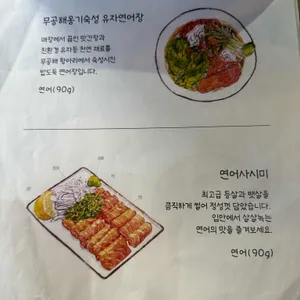 무공해옹기숙성 유자연어장
매장에서 끓인 맛간장과
친환경 유자등 천연 재료를
무공해 항아리에서 숙성시킨
밥도둑 연어장입니다.
연어(90g)
연어사시미
최고급 등살과 뱃살을
큼직하게 썰어 정성껏 담았습니다.
입안에서 살살녹는
연어의 맛을 즐겨보세요.
연어(90g)